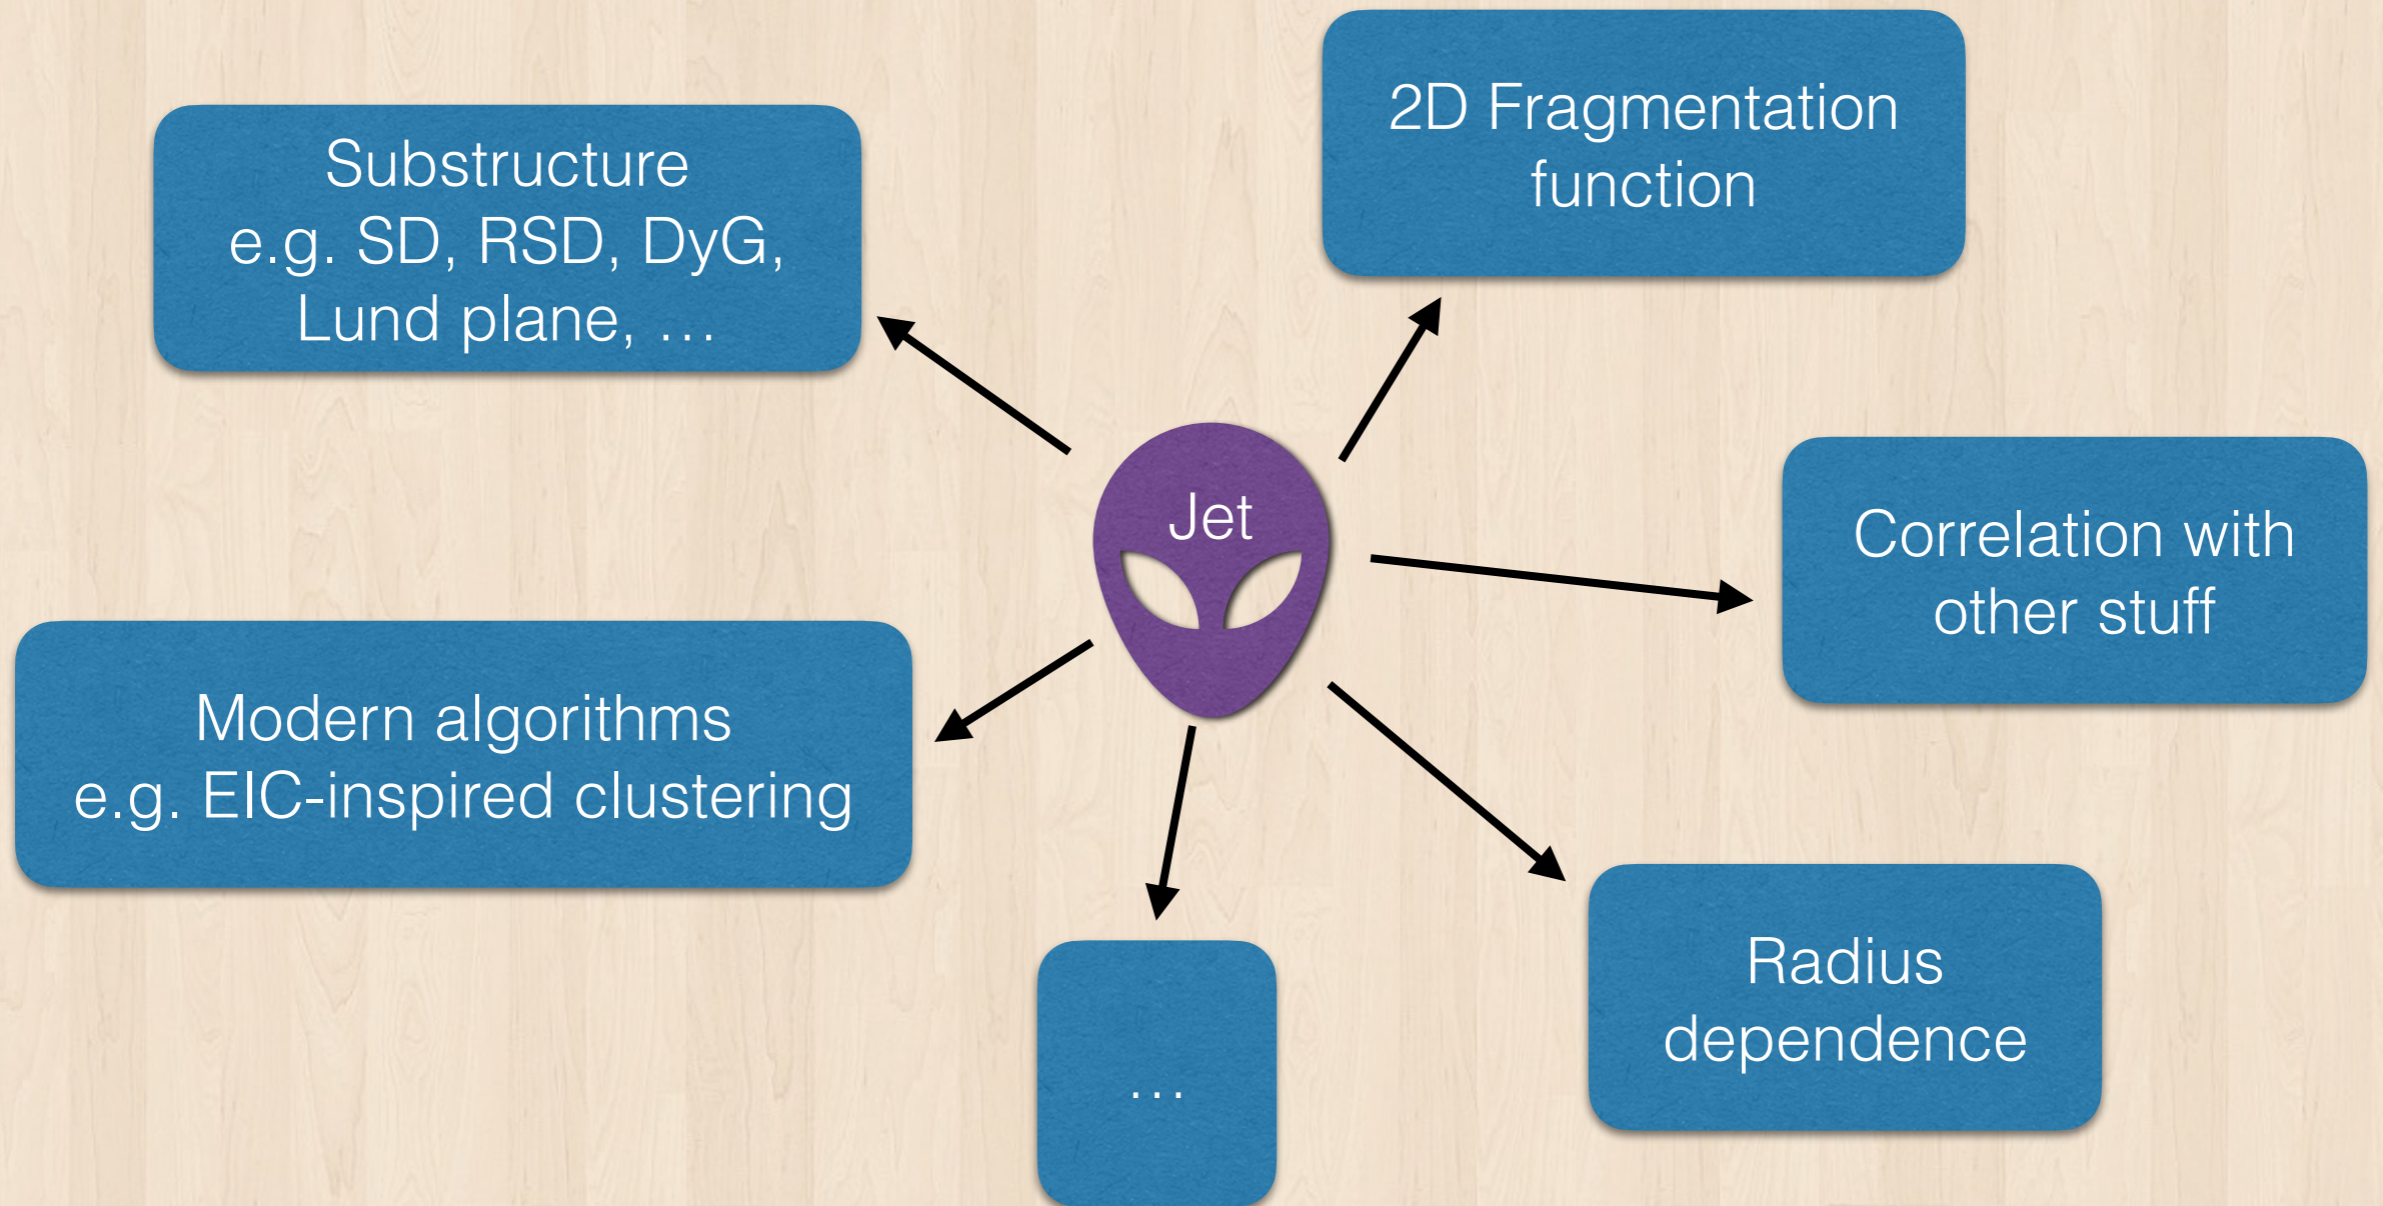 2D Fragmentation
function
Substructure
e.g. SD, RSD, DyG,
Lund plane, …
Jet
Correlation with
other stuff
Modern algorithms
e.g. EIC-inspired clustering
Radius
dependence
…